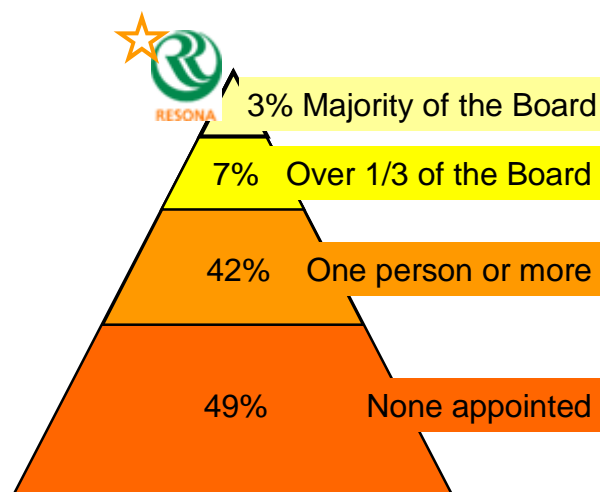 RESONA
3% Majority of the Board
7% Over 1/3 of the Board
42% One person or more
49% None appointed